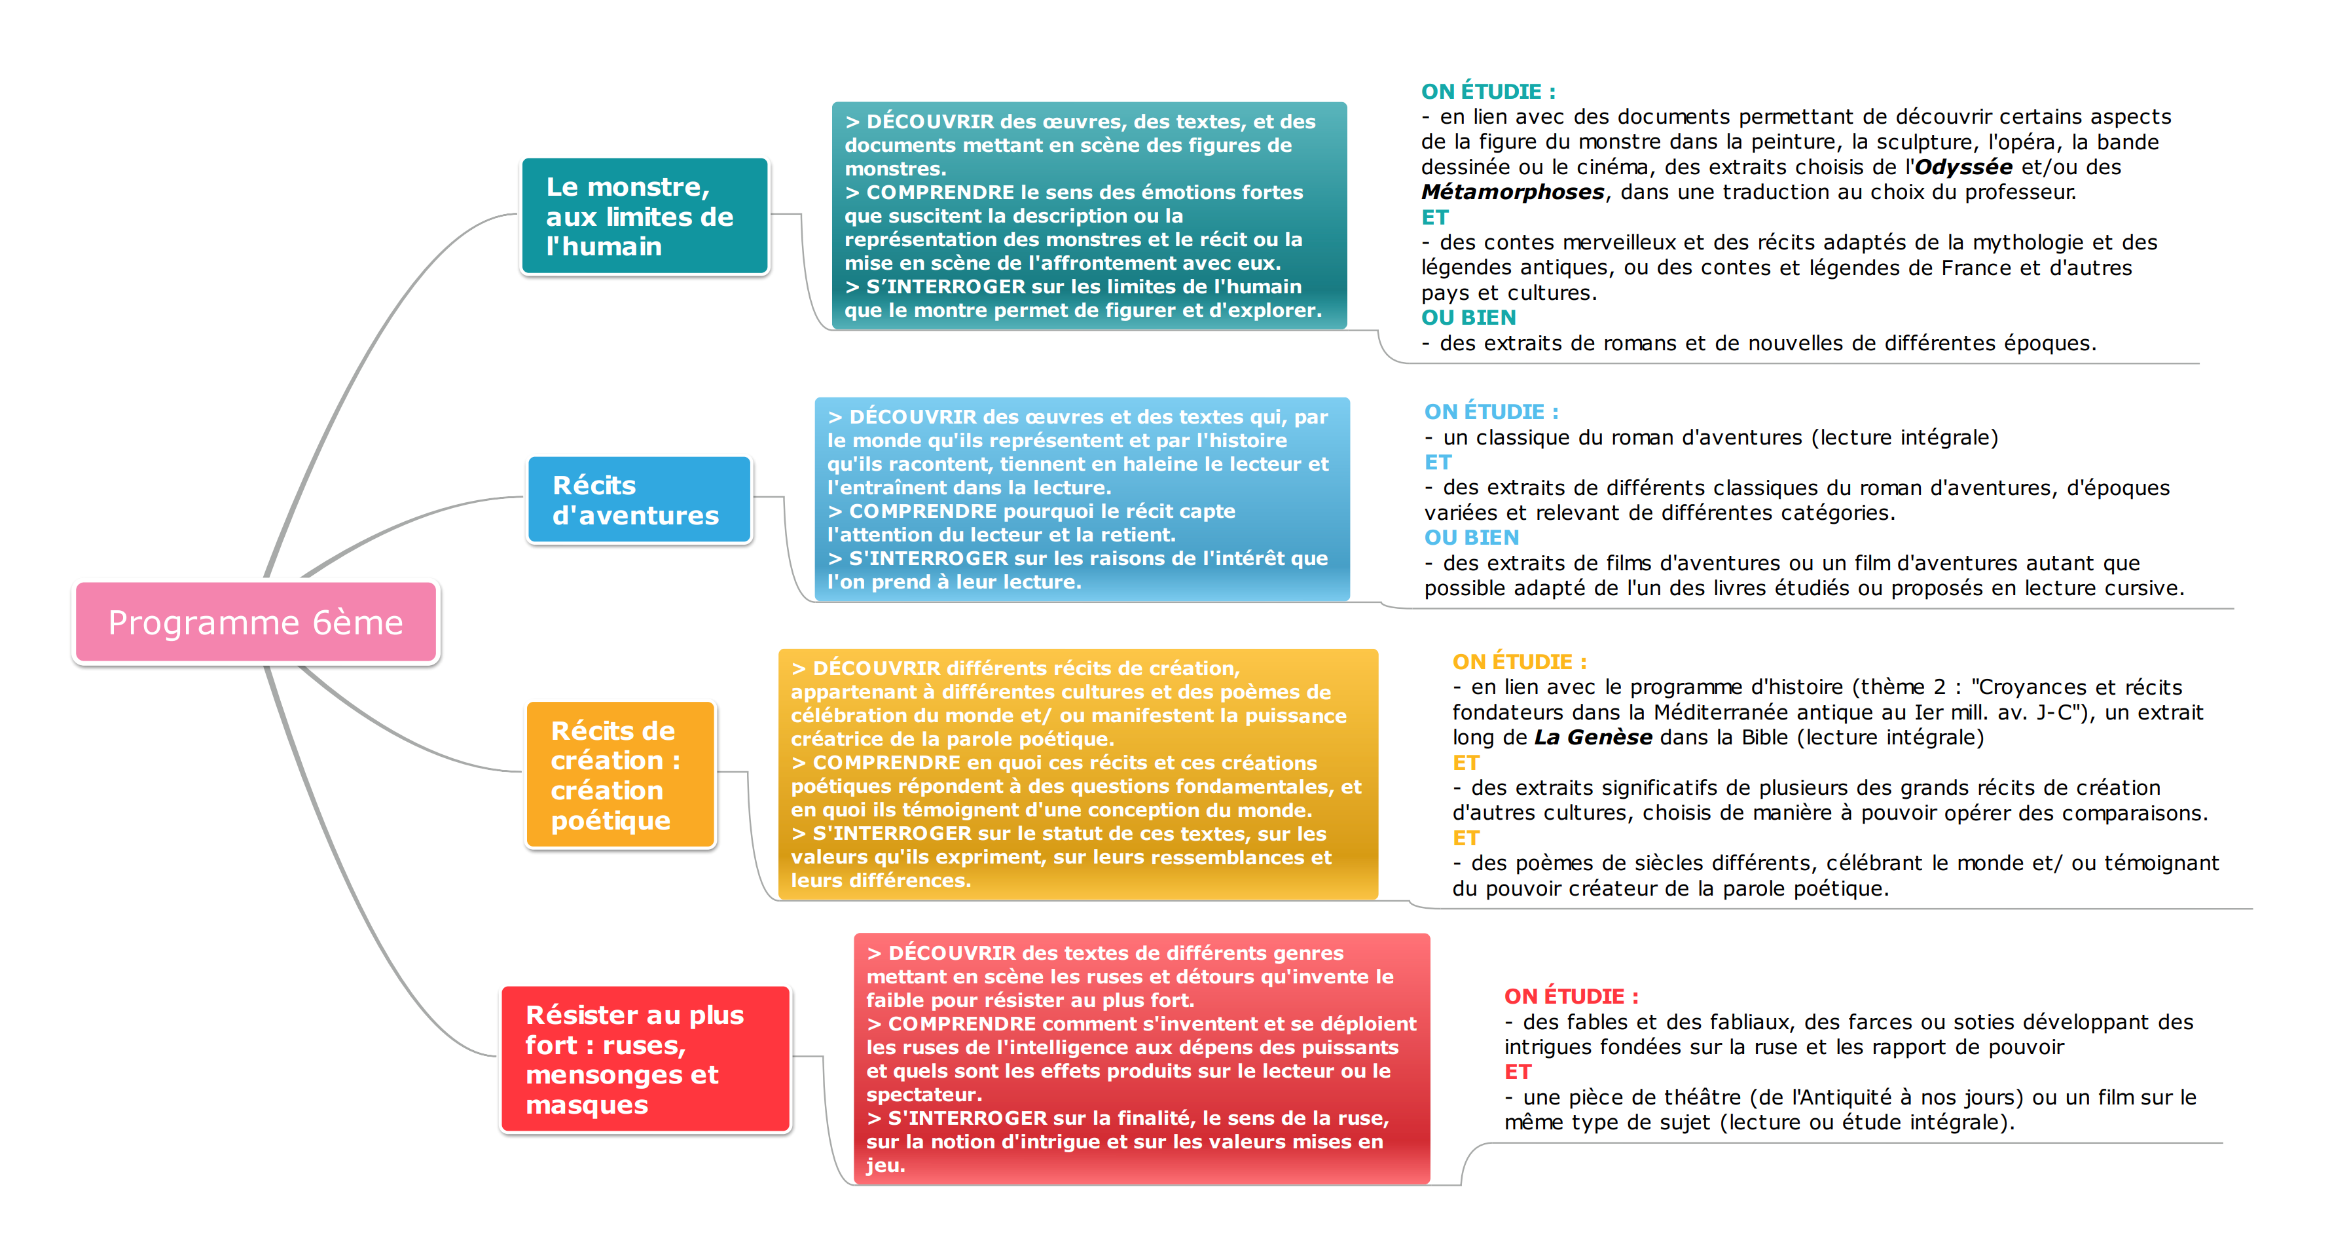 Programme 6ème
Le monstre,
aux limites de
l'humain
> DÉCOUVRIR des œuvres, des textes, et des
documents mettant en scène des figures de
monstres.
> COMPRENDRE le sens des émotions fortes
que suscitent la description ou la
représentation des monstres et le récit ou la
mise en scène de l'affrontement avec eux.
> S’INTERROGER sur les limites de l'humain
que le montre permet de figurer et d'explorer.
ON ÉTUDIE :
- en lien avec des documents permettant de découvrir certains aspects
de la figure du monstre dans la peinture, la sculpture, l'opéra, la bande
dessinée ou le cinéma, des extraits choisis de l'Odyssée et/ou des
Métamorphoses, dans une traduction au choix du professeur.
ET
- des contes merveilleux et des récits adaptés de la mythologie et des
légendes antiques, ou des contes et légendes de France et d'autres
pays et cultures.
OU BIEN
- des extraits de romans et de nouvelles de différentes époques.
Récits
d'aventures
> DÉCOUVRIR des œuvres et des textes qui, par
le monde qu'ils représentent et par l'histoire
qu'ils racontent, tiennent en haleine le lecteur et
l'entraînent dans la lecture.
> COMPRENDRE pourquoi le récit capte
l'attention du lecteur et la retient.
> S'INTERROGER sur les raisons de l'intérêt que
l'on prend à leur lecture.
ON ÉTUDIE :
- un classique du roman d'aventures (lecture intégrale)
ET
- des extraits de différents classiques du roman d'aventures, d'époques
variées et relevant de différentes catégories.
OU BIEN
- des extraits de films d'aventures ou un film d'aventures autant que
possible adapté de l'un des livres étudiés ou proposés en lecture cursive.
Récits de
création :
création
poétique
> DÉCOUVRIR différents récits de création,
appartenant à différentes cultures et des poèmes de
célébration du monde et/ ou manifestent la puissance
créatrice de la parole poétique.
> COMPRENDRE en quoi ces récits et ces créations
poétiques répondent à des questions fondamentales, et
en quoi ils témoignent d'une conception du monde.
> S'INTERROGER sur le statut de ces textes, sur les
valeurs qu'ils expriment, sur leurs ressemblances et
leurs différences.
ON ÉTUDIE :
- en lien avec le programme d'histoire (thème 2 : "Croyances et récits
fondateurs dans la Méditerranée antique au Ier mill. av. J-C"), un extrait
long de La Genèse dans la Bible (lecture intégrale)
ET
- des extraits significatifs de plusieurs des grands récits de création
d'autres cultures, choisis de manière à pouvoir opérer des comparaisons.
ET
- des poèmes de siècles différents, célébrant le monde et/ ou témoignant
du pouvoir créateur de la parole poétique.
Résister au plus
fort : ruses,
mensonges et
masques
> DÉCOUVRIR des textes de différents genres
mettant en scène les ruses et détours qu'invente le
faible pour résister au plus fort.
> COMPRENDRE comment s'inventent et se déploient
les ruses de l'intelligence aux dépens des puissants
et quels sont les effets produits sur le lecteur ou le
spectateur.
> S'INTERROGER sur la finalité, le sens de la ruse,
sur la notion d'intrigue et sur les valeurs mises en
jeu.
ON ÉTUDIE :
- des fables et des fabliaux, des farces ou soties développant des
intrigues fondées sur la ruse et les rapport de pouvoir
ET
- une pièce de théâtre (de l'Antiquité à nos jours) ou un film sur le
même type de sujet (lecture ou étude intégrale).